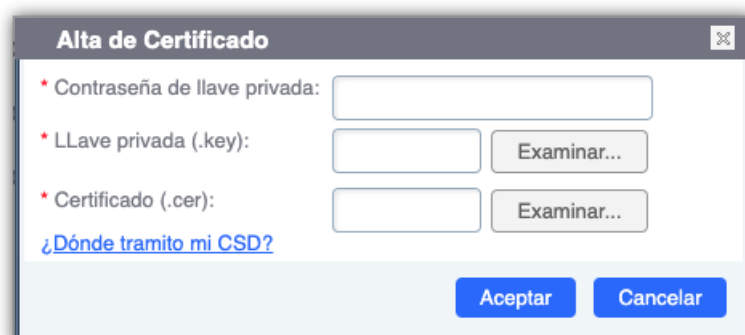 Alta de Certificado
* Contraseña de llave privada:
* LLave privada (.key):
Examinar...
* Certificado (.cer):
Examinar...
¿Dónde tramito mi CSD?
Aceptar
Cancelar